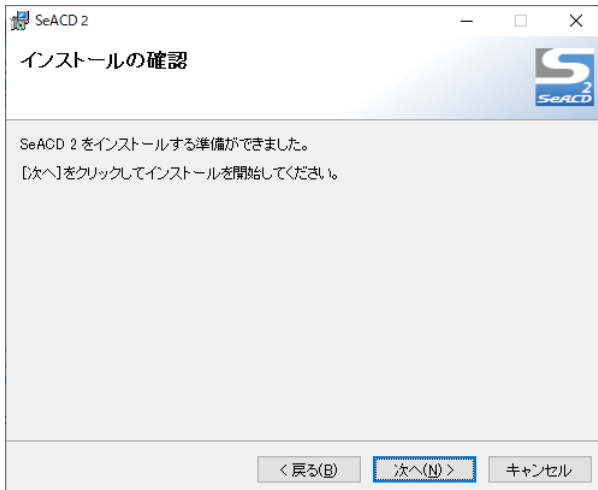 SeACD 2
インストールの確認
S
2
SeACD
SeACD 2 をインストールする準備ができました。
[次へ]をクリックしてインストールを開始してください。
< 戻る(B)
次へ(N) >
キャンセル